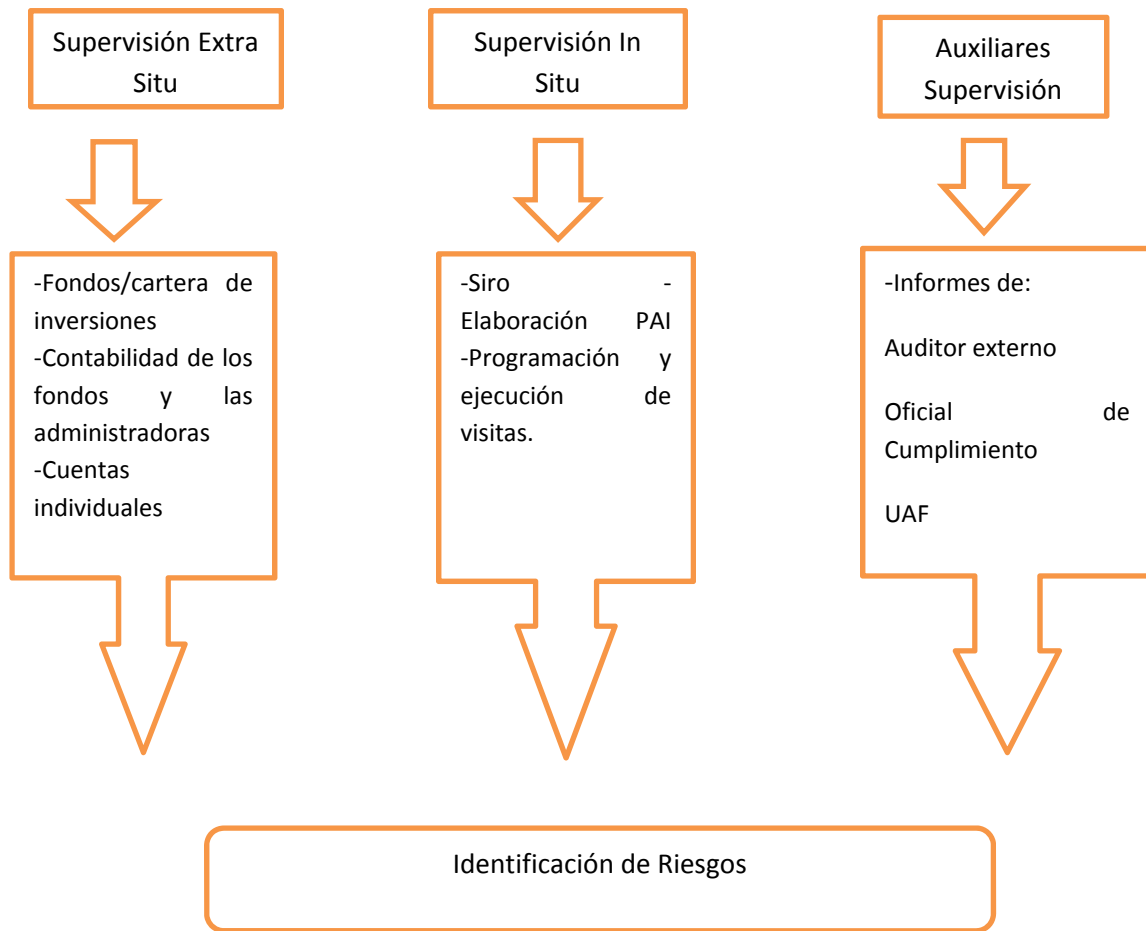 Supervisión Extra
Situ
Supervisión In
Situ
Auxiliares
Supervisión
-Fondos/cartera de
inversiones
-Contabilidad de los
fondos y las
administradoras
-Cuentas
individuales
-Siro -
Elaboración PAI
-Programación y
ejecución de
visitas.
-Informes de:
Auditor externo
Oficial de
Cumplimiento
UAF
Identificación de Riesgos